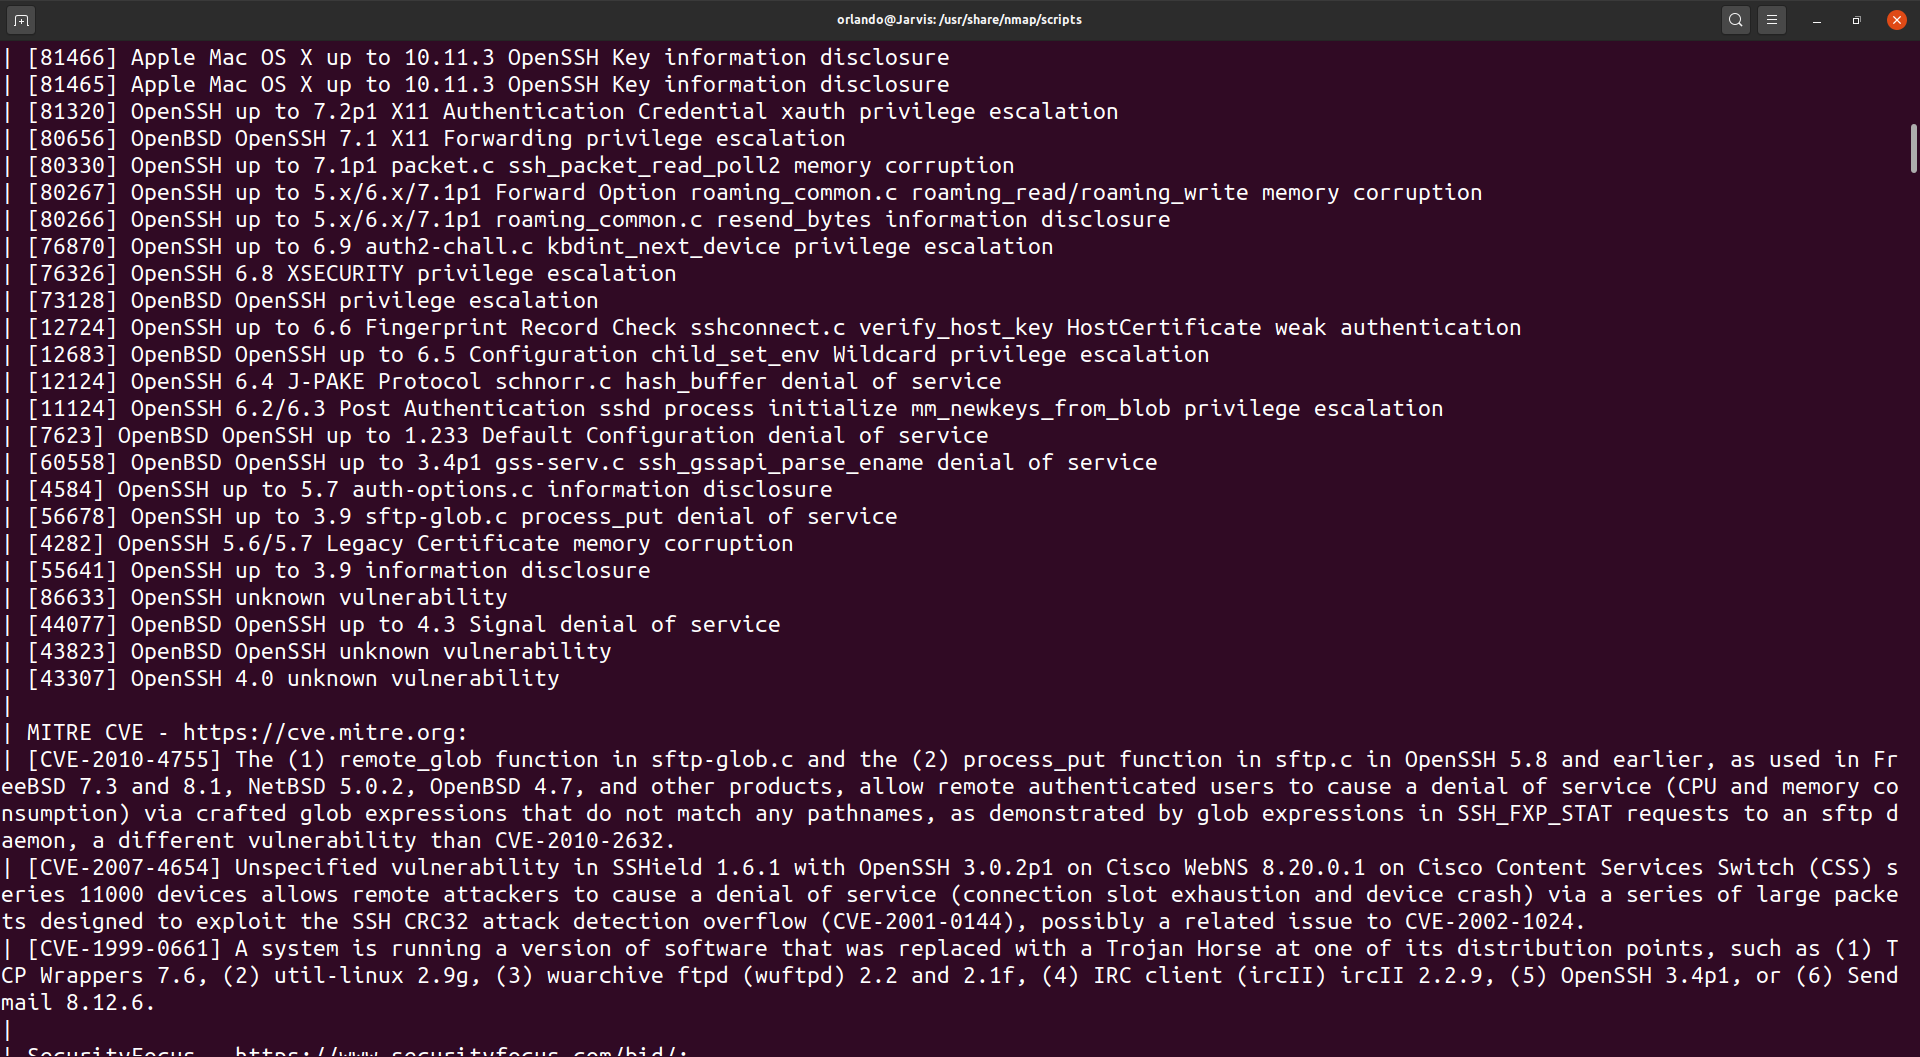 orlando@Jarvis: /usr/share/nmap/scripts
| [81466] Apple Mac OS X up to 10.11.3 OpenSSH Key information disclosure
| [81465] Apple Mac OS X up to 10.11.3 OpenSSH Key information disclosure
| [81320] OpenSSH up to 7.2p1 X11 Authentication Credential xauth privilege escalation
| [80656] OpenBSD OpenSSH 7.1 X11 Forwarding privilege escalation
| [80330] OpenSSH up to 7.1p1 packet.c ssh_packet_read_poll2 memory corruption
| [80267] OpenSSH up to 5.x/6.x/7.1p1 Forward Option roaming_common.c roaming_read/roaming_write memory corruption
| [80266] OpenSSH up to 5.x/6.x/7.1p1 roaming_common.c resend_bytes information disclosure
| [76870] OpenSSH up to 6.9 auth2-chall.c kbdint_next_device privilege escalation
| [76326] OpenSSH 6.8 XSECURITY privilege escalation
| [73128] OpenBSD OpenSSH privilege escalation
| [12724] OpenSSH up to 6.6 Fingerprint Record Check sshconnect.c verify_host_key HostCertificate weak authentication
| [12683] OpenBSD OpenSSH up to 6.5 Configuration child_set_env Wildcard privilege escalation
| [12124] OpenSSH 6.4 J-PAKE Protocol schnorr.c hash_buffer denial of service
| [11124] OpenSSH 6.2/6.3 Post Authentication sshd process initialize mm_newkeys_from_blob privilege escalation
| [7623] OpenBSD OpenSSH up to 1.233 Default Configuration denial of service
| [60558] OpenBSD OpenSSH up to 3.4p1 gss-serv.c ssh_gssapi_parse_ename denial of service
| [4584] OpenSSH up to 5.7 auth-options.c information disclosure
| [56678] OpenSSH up to 3.9 sftp-glob.c process_put denial of service
| [4282] OpenSSH 5.6/5.7 Legacy Certificate memory corruption
| [55641] OpenSSH up to 3.9 information disclosure
| [86633] OpenSSH unknown vulnerability
| [44077] OpenBSD OpenSSH up to 4.3 Signal denial of service
| [43823] OpenBSD OpenSSH unknown vulnerability
| [43307] OpenSSH 4.0 unknown vulnerability
|
| MITRE CVE - https://cve.mitre.org:
| [CVE-2010-4755] The (1) remote_glob function in sftp-glob.c and the (2) process_put function in sftp.c in OpenSSH 5.8 and earlier, as used in Fr
eeBSD 7.3 and 8.1, NetBSD 5.0.2, OpenBSD 4.7, and other products, allow remote authenticated users to cause a denial of service (CPU and memory co
nsumption) via crafted glob expressions that do not match any pathnames, as demonstrated by glob expressions in SSH_FXP_STAT requests to an sftp d
aemon, a different vulnerability than CVE-2010-2632.
| [CVE-2007-4654] Unspecified vulnerability in SSHield 1.6.1 with OpenSSH 3.0.2p1 on Cisco WebNS 8.20.0.1 on Cisco Content Services Switch (CSS) s
eries 11000 devices allows remote attackers to cause a denial of service (connection slot exhaustion and device crash) via a series of large packe
ts designed to exploit the SSH CRC32 attack detection overflow (CVE-2001-0144), possibly a related issue to CVE-2002-1024.
| [CVE-1999-0661] A system is running a version of software that was replaced with a Trojan Horse at one of its distribution points, such as (1) T
CP Wrappers 7.6, (2) util-linux 2.9g, (3) wuarchive ftpd (wuftpd) 2.2 and 2.1f, (4) IRC client (ircII) ircII 2.2.9, (5) OpenSSH 3.4p1, or (6) Send
mail 8.12.6.
|
| SecurityFocus - https://www.securityfocus.com/bid/: